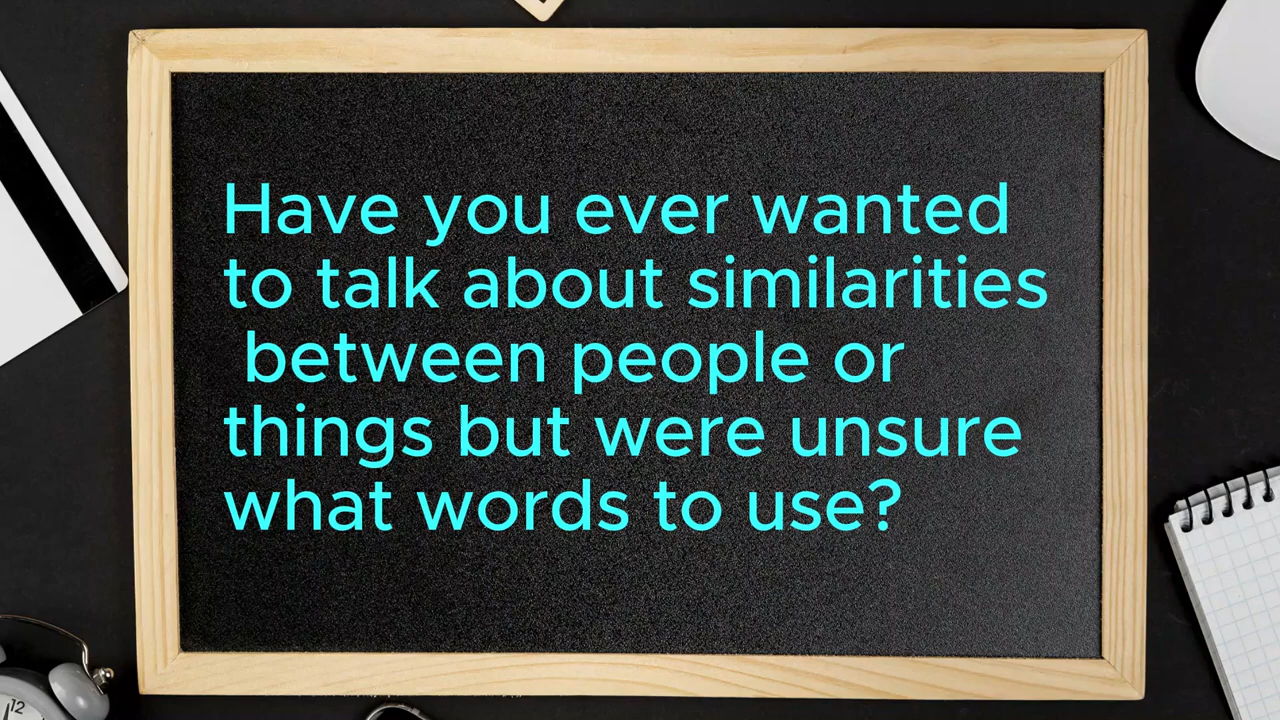 Have you ever wanted
to talk about similarities
between people or
things but were unsure
what words to use?
12